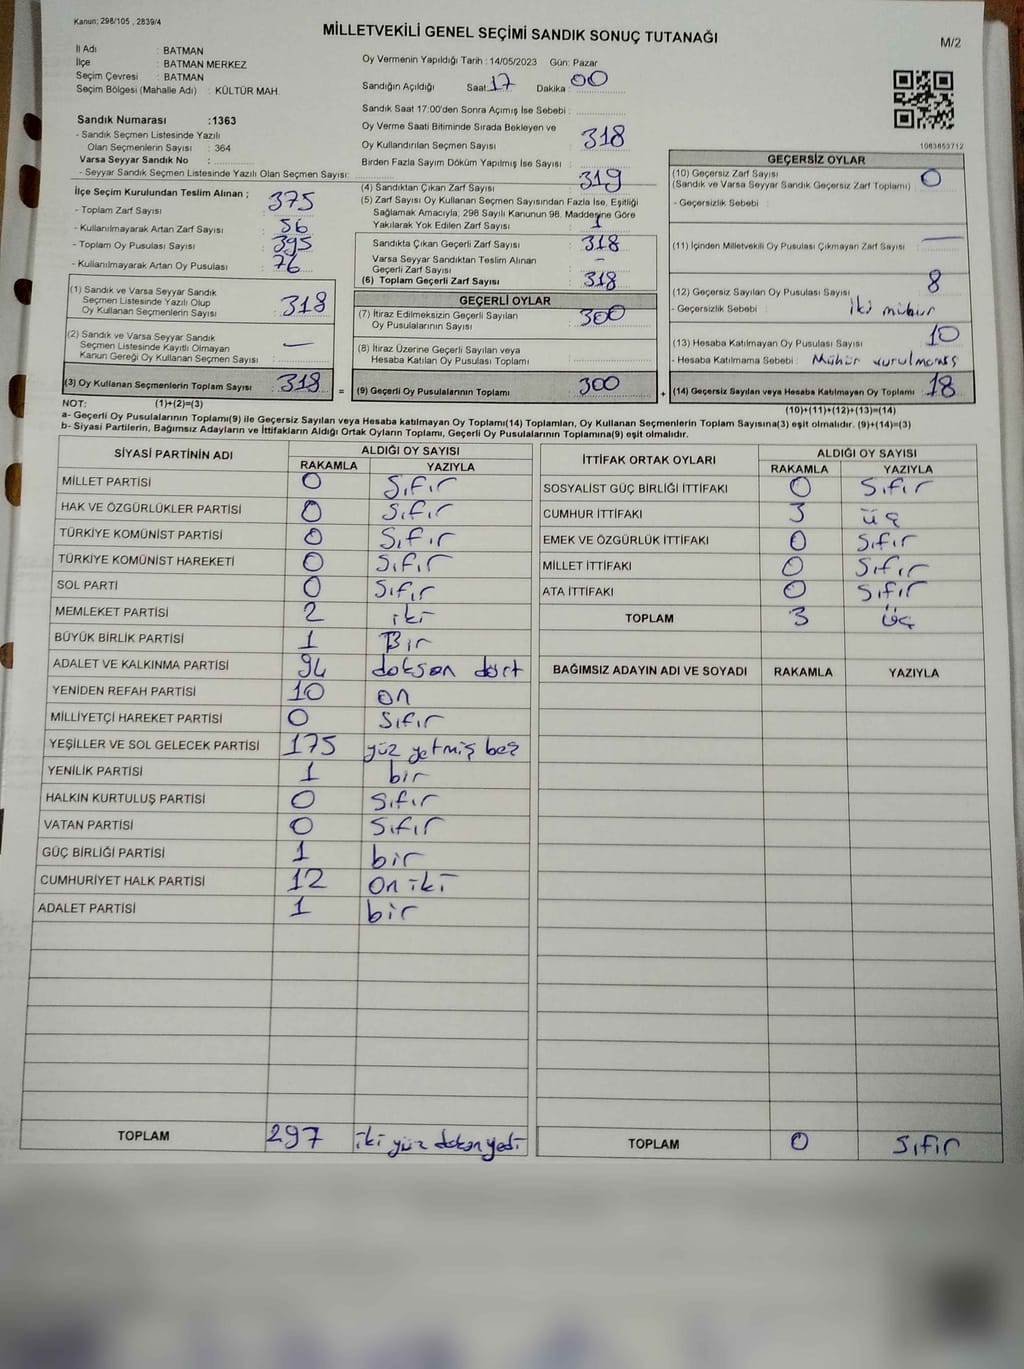 Kanun; 298/105 , 2839/4
MİLLETVEKİLİ GENEL SEÇİMİ SANDIK SONUÇ TUTANAĞI
M/2
İl Adı : BATMAN
İlçe : BATMAN MERKEZ
Seçim Çevresi : BATMAN
Seçim Bölgesi (Mahalle Adı) : KÜLTÜR MAH.
Oy Vermenin Yapıldığı Tarih : 14/05/2023 Gün: Pazar
Sandığın Açıldığı Saat: 17 Dakika : 00
Sandık Saat 17:00'den Sonra Açımış İse Sebebi :
Sandık Numarası :1363
- Sandık Seçmen Listesinde Yazılı
Olan Seçmenlerin Sayısı : 364
Varsa Seyyar Sandık No :
- Seyyar Sandık Seçmen Listesinde Yazılı Olan Seçmen Sayısı:
Oy Verme Saati Bitiminde Sırada Bekleyen ve
Oy Kullandırılan Seçmen Sayısı : 318
Birden Fazla Sayım Döküm Yapılmış İse Sayısı :
1063653712
İlçe Seçim Kurulundan Teslim Alınan ;
- Toplam Zarf Sayısı : 375
- Kullanılmayarak Artan Zarf Sayısı : 56
- Toplam Oy Pusulası Sayısı : 395
- Kullanılmayarak Artan Oy Pusulası : 76
(4) Sandıktan Çıkan Zarf Sayısı : 319
(5) Zarf Sayısı Oy Kullanan Seçmen Sayısından Fazla İse, Eşitliği
Sağlamak Amacıyla; 298 Sayılı Kanunun 98. Maddesine Göre
Yakılarak Yok Edilen Zarf Sayısı : 1
Sandıkta Çıkan Geçerli Zarf Sayısı : 318
Varsa Seyyar Sandıktan Teslim Alınan
Geçerli Zarf Sayısı : –
(6) Toplam Geçerli Zarf Sayısı : 318
(1) Sandık ve Varsa Seyyar Sandık
Seçmen Listesinde Yazılı Olup
Oy Kullanan Seçmenlerin Sayısı : 318
(2) Sandık ve Varsa Seyyar Sandık
Seçmen Listesinde Kayıtlı Olmayan
Kanun Gereği Oy Kullanan Seçmen Sayısı : —
(3) Oy Kullanan Seçmenlerin Toplam Sayısı : 318 =
GEÇERLİ OYLAR
(7) İtiraz Edilmeksizin Geçerli Sayılan
Oy Pusulalarının Sayısı : 300
(8) İtiraz Üzerine Geçerli Sayılan veya
Hesaba Katılan Oy Pusulası Toplamı :
(9) Geçerli Oy Pusulalarının Toplamı : 300 +
GEÇERSİZ OYLAR
(10) Geçersiz Zarf Sayısı
(Sandık ve Varsa Seyyar Sandık Geçersiz Zarf Toplamı) : 0
- Geçersizlik Sebebi :
(11) İçinden Milletvekili Oy Pusulası Çıkmayan Zarf Sayısı : —
(12) Geçersiz Sayılan Oy Pusulası Sayısı : 8
- Geçersizlik Sebebi : iki mühür
(13) Hesaba Katılmayan Oy Pusulası Sayısı : 10
- Hesaba Katılmama Sebebi : Mühür vurulmamış
(14) Geçersiz Sayılan veya Hesaba Katılmayan Oy Toplamı : 18
NOT: (1)+(2)=(3)
(10)+(11)+(12)+(13)=(14)
a- Geçerli Oy Pusulalarının Toplamı(9) ile Geçersiz Sayılan veya Hesaba katılmayan Oy Toplamı(14) Toplamları, Oy Kullanan Seçmenlerin Toplam Sayısına(3) eşit olmalıdır. (9)+(14)=(3)
b- Siyasi Partilerin, Bağımsız Adayların ve İttifakların Aldığı Ortak Oyların Toplamı, Geçerli Oy Pusulalarının Toplamına(9) eşit olmalıdır.
SİYASİ PARTİNİN ADI ALDIĞI OY SAYISI
RAKAMLA YAZIYLA
MİLLET PARTİSİ 0 Sıfır
HAK VE ÖZGÜRLÜKLER PARTİSİ 0 Sıfır
TÜRKİYE KOMÜNİST PARTİSİ 0 Sıfır
TÜRKİYE KOMÜNİST HAREKETİ 0 Sıfır
SOL PARTİ 0 Sıfır
MEMLEKET PARTİSİ 2 iki
BÜYÜK BİRLİK PARTİSİ 1 Bir
ADALET VE KALKINMA PARTİSİ 94 doksan dört
YENİDEN REFAH PARTİSİ 10 on
MİLLİYETÇİ HAREKET PARTİSİ 0 Sıfır
YEŞİLLER VE SOL GELECEK PARTİSİ 175 yüz yetmiş beş
YENİLİK PARTİSİ 1 bir
HALKIN KURTULUŞ PARTİSİ 0 Sıfır
VATAN PARTİSİ 0 Sıfır
GÜÇ BİRLİĞİ PARTİSİ 1 bir
CUMHURİYET HALK PARTİSİ 12 On iki
ADALET PARTİSİ 1 bir
TOPLAM 297 iki yüz doksan yedi
İTTİFAK ORTAK OYLARI ALDIĞI OY SAYISI
RAKAMLA YAZIYLA
SOSYALİST GÜÇ BİRLİĞİ İTTİFAKI 0 Sıfır
CUMHUR İTTİFAKI 3 üç
EMEK VE ÖZGÜRLÜK İTTİFAKI 0 Sıfır
MİLLET İTTİFAKI 0 Sıfır
ATA İTTİFAKI 0 Sıfır
TOPLAM 3 üç
BAĞIMSIZ ADAYIN ADI VE SOYADI RAKAMLA YAZIYLA
TOPLAM 0 Sıfır